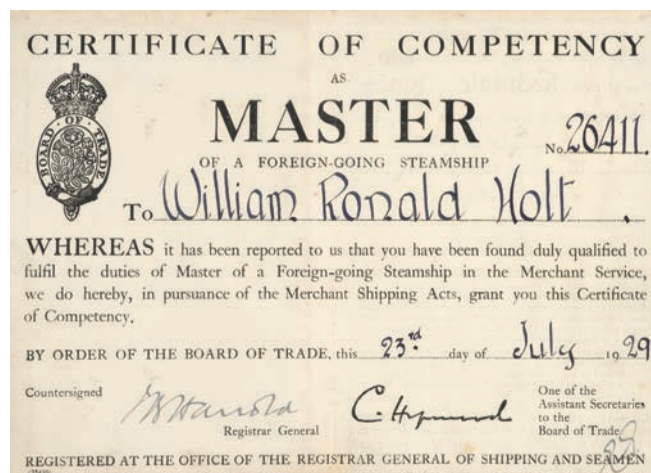 CERTIFICATE OF COMPETENCY
AS
MASTER
No. 26411.
OF A FOREIGN-GOING STEAMSHIP
BOARD · OF · TRADE
To William Ronald Holt .
WHEREAS it has been reported to us that you have been found duly qualified to
fulfil the duties of Master of a Foreign-going Steamship in the Merchant Service,
we do hereby, in pursuance of the Merchant Shipping Acts, grant you this Certificate
of Competency.
BY ORDER OF THE BOARD OF TRADE, this 23rd day of July 1929
Countersigned
Registrar General
One of the
Assistant Secretaries
to the
Board of Trade
REGISTERED AT THE OFFICE OF THE REGISTRAR GENERAL OF SHIPPING AND SEAMEN